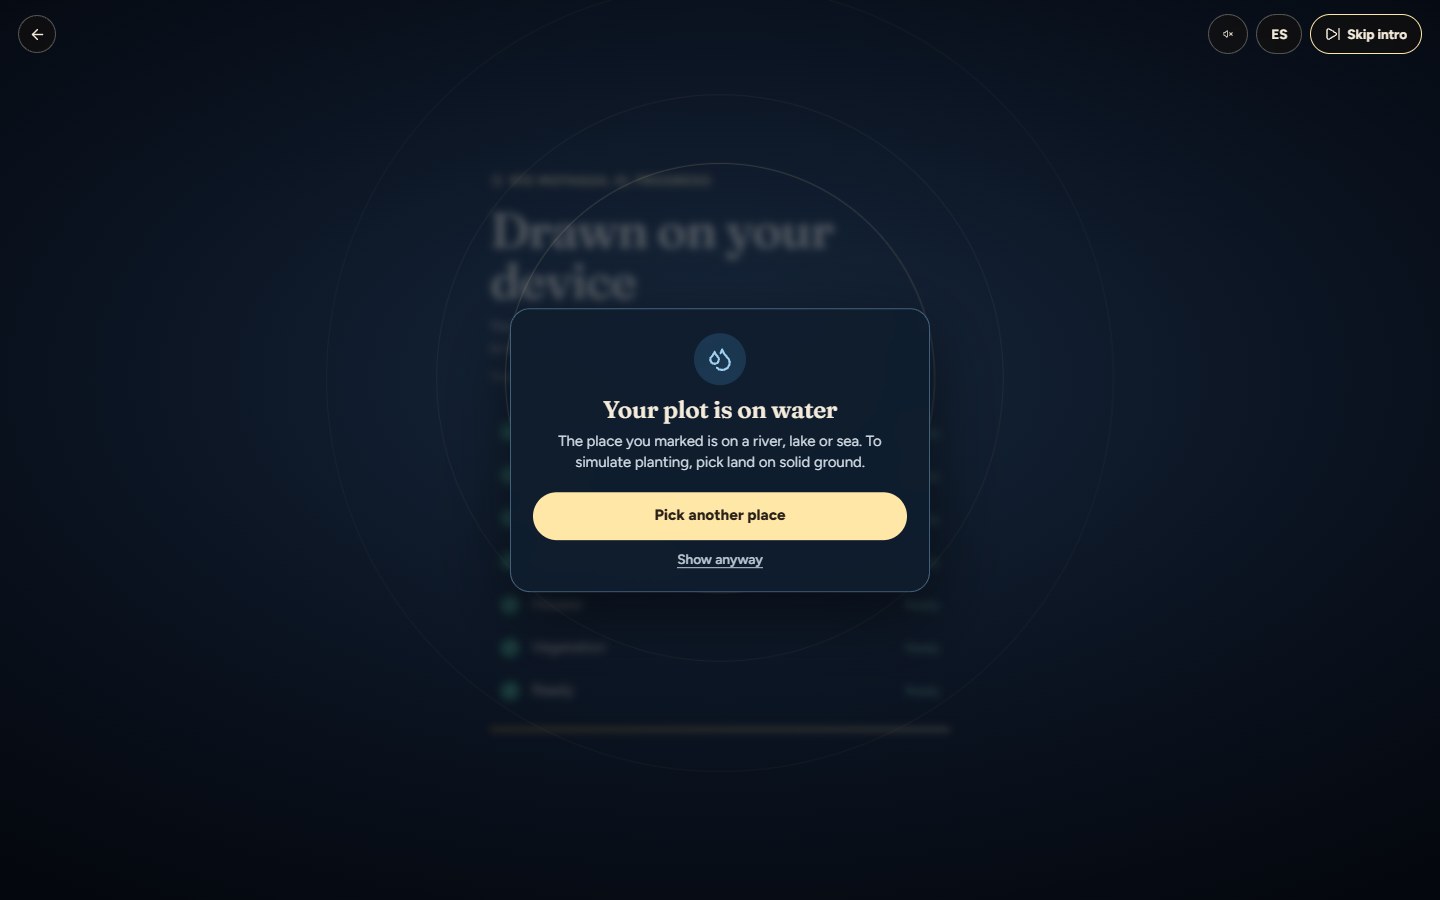 ES
Skip intro
Drawn on your
device
Your plot is on water
The place you marked is on a river, lake or sea. To
simulate planting, pick land on solid ground.
Pick another place
Show anyway
Vegetation